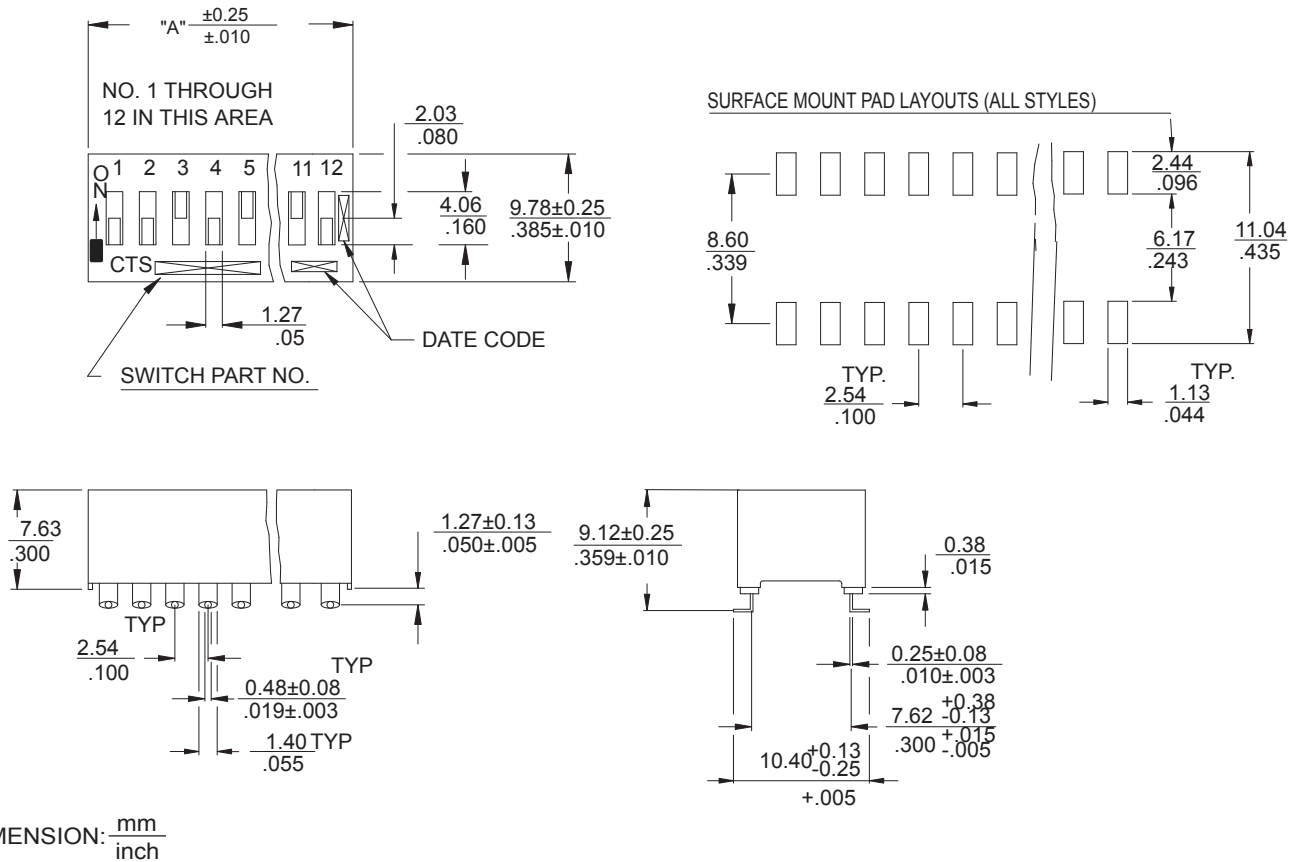 "A" ±0.25
±.010
NO. 1 THROUGH
12 IN THIS AREA
2.03
.080
ON
1 2 3 4 5 11 12
4.06
.160
9.78±0.25
.385±.010
CTS
1.27
.05
DATE CODE
SWITCH PART NO.
SURFACE MOUNT PAD LAYOUTS (ALL STYLES)
2.44
.096
8.60
.339
6.17
.243
11.04
.435
TYP.
2.54
.100
TYP.
1.13
.044
7.63
.300
1.27±0.13
.050±.005
TYP
2.54
.100
TYP
0.48±0.08
.019±.003
1.40 TYP
.055
9.12±0.25
.359±.010
0.38
.015
0.25±0.08
.010±.003
+0.38
7.62 -0.13
+.015
.300 -.005
10.40 +0.13
-0.25
+.005
MENSION: mm
inch